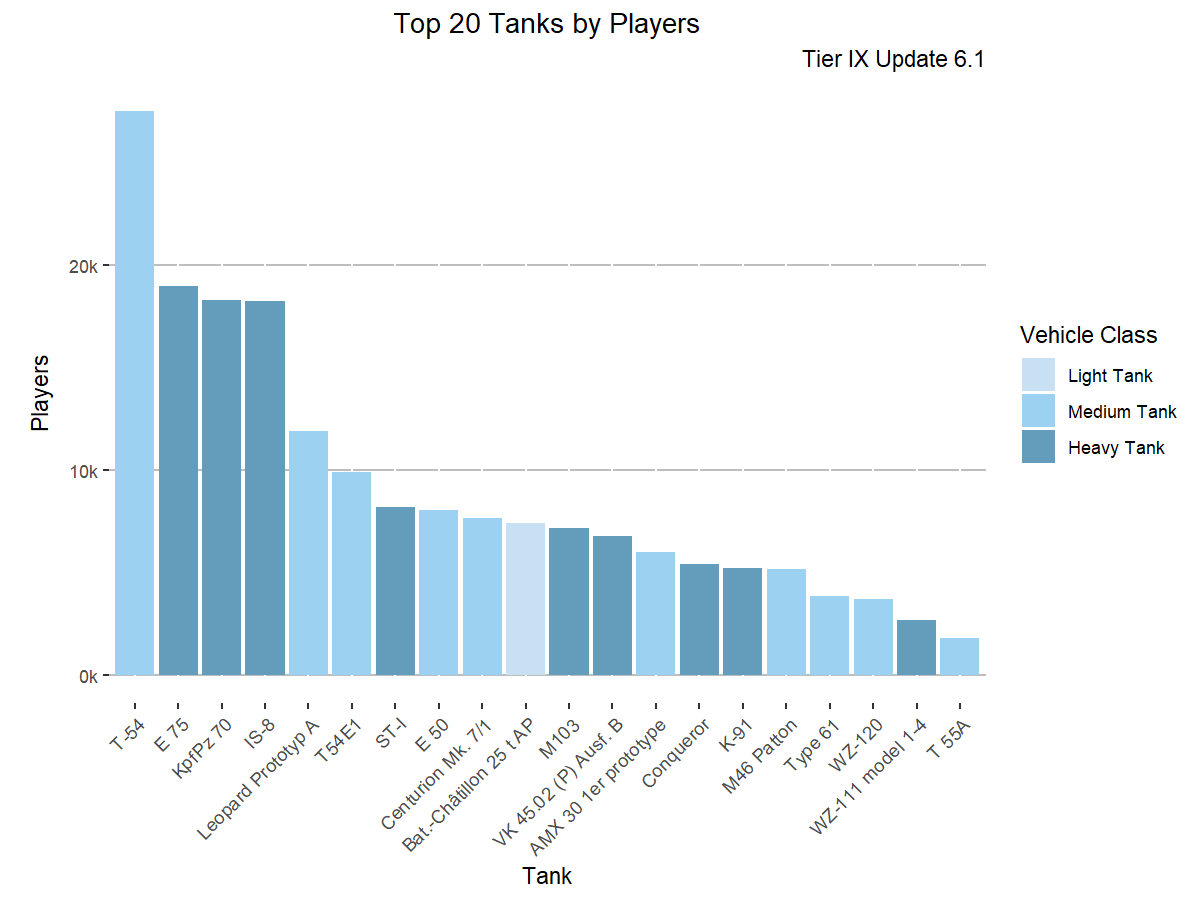 Top 20 Tanks by Players
Tier IX Update 6.1
Players
20k
10k
0k
T-54
E 75
KpfPz 70
IS-8
Leopard Prototyp A
T54E1
ST-I
E 50
Centurion Mk. 7/1
Bat.-Châtillon 25 t AP
M103
VK 45.02 (P) Ausf. B
AMX 30 1er prototype
Conqueror
K-91
M46 Patton
Type 61
WZ-120
WZ-111 model 1-4
T 55A
Tank
Vehicle Class
Light Tank
Medium Tank
Heavy Tank